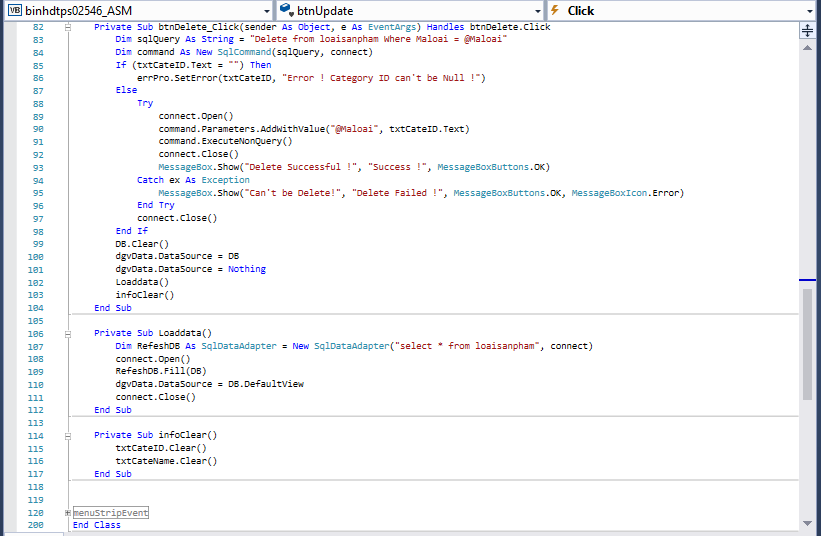 binhdtps02546_ASM btnUpdate Click
82 Private Sub btnDelete_Click(sender As Object, e As EventArgs) Handles btnDelete.Click
83 Dim sqlQuery As String = "Delete from loaisanpham Where Maloai = @Maloai"
84 Dim command As New SqlCommand(sqlQuery, connect)
85 If (txtCateID.Text = "") Then
86 errPro.SetError(txtCateID, "Error ! Category ID can't be Null !")
87 Else
88 Try
89 connect.Open()
90 command.Parameters.AddWithValue("@Maloai", txtCateID.Text)
91 command.ExecuteNonQuery()
92 connect.Close()
93 MessageBox.Show("Delete Successful !", "Success !", MessageBoxButtons.OK)
94 Catch ex As Exception
95 MessageBox.Show("Can't be Delete!", "Delete Failed !", MessageBoxButtons.OK, MessageBoxIcon.Error)
96 End Try
97 connect.Close()
98 End If
99 DB.Clear()
100 dgvData.DataSource = DB
101 dgvData.DataSource = Nothing
102 Loaddata()
103 infoClear()
104 End Sub
105
106 Private Sub Loaddata()
107 Dim RefeshDB As SqlDataAdapter = New SqlDataAdapter("select * from loaisanpham", connect)
108 connect.Open()
109 RefeshDB.Fill(DB)
110 dgvData.DataSource = DB.DefaultView
111 connect.Close()
112 End Sub
113
114 Private Sub infoClear()
115 txtCateID.Clear()
116 txtCateName.Clear()
117 End Sub
118
119
120 menuStripEvent
200 End Class